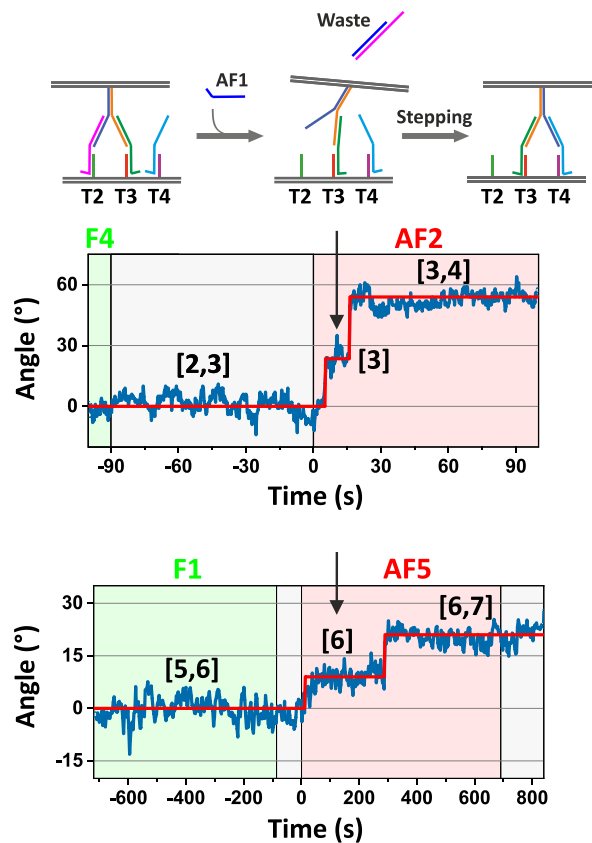 Waste
AF1
Stepping
T2 T3 T4 T2 T3 T4 T2 T3 T4
F4 AF2
[3,4]
[2,3]
[3]
60
30
0
Angle (°)
-90 -60 -30 0 30 60 90
Time (s)
F1 AF5
[6,7]
[6]
[5,6]
30
15
0
-15
Angle (°)
-600 -400 -200 0 200 400 600 800
Time (s)